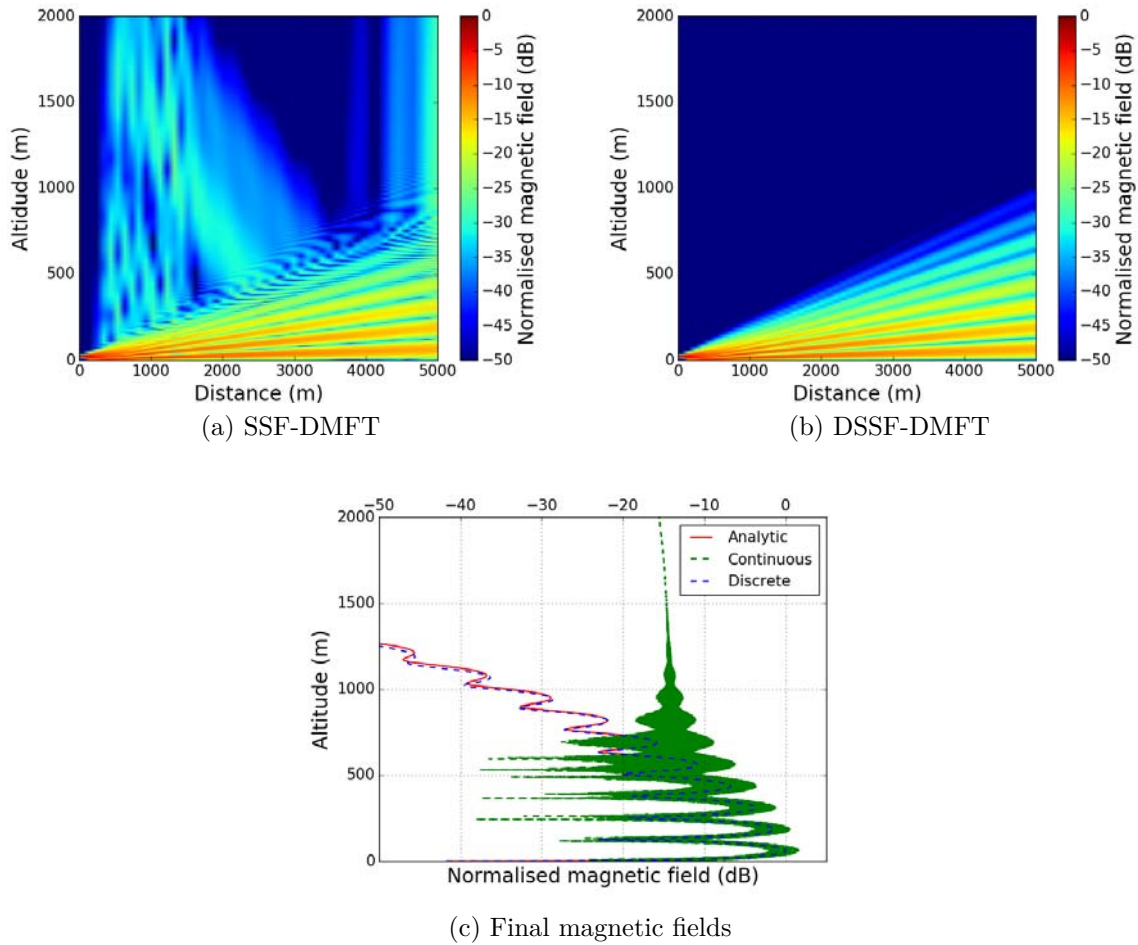 2000
1500
1000
500
0
Altidude (m)
0 1000 2000 3000 4000 5000
Distance (m)
0
−5
−10
−15
−20
−25
−30
−35
−40
−45
−50
Normalised magnetic field (dB)
(a) SSF-DMFT
2000
1500
1000
500
0
Altidude (m)
0 1000 2000 3000 4000 5000
Distance (m)
0
−5
−10
−15
−20
−25
−30
−35
−40
−45
−50
Normalised magnetic field (dB)
(b) DSSF-DMFT
−50 −40 −30 −20 −10 0
2000
1500
1000
500
0
Altitude (m)
Analytic
Continuous
Discrete
Normalised magnetic field (dB)
(c) Final magnetic fields